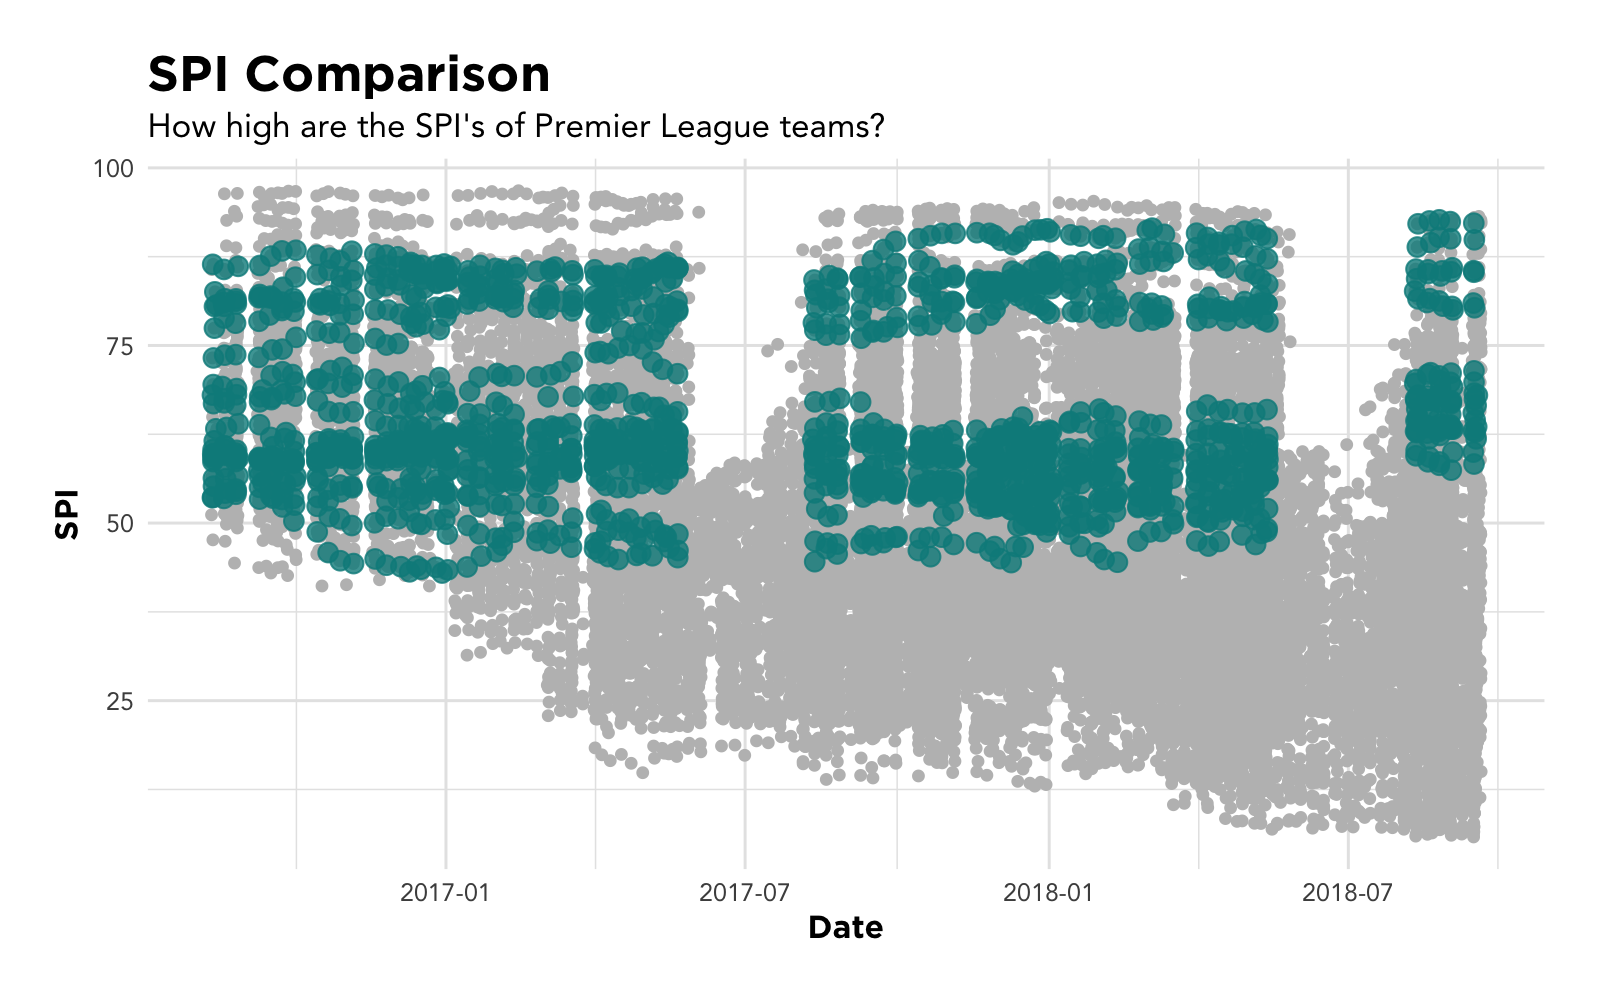 SPI Comparison
How high are the SPI's of Premier League teams?
100
75
50
25
SPI
2017-01
2017-07
2018-01
2018-07
Date